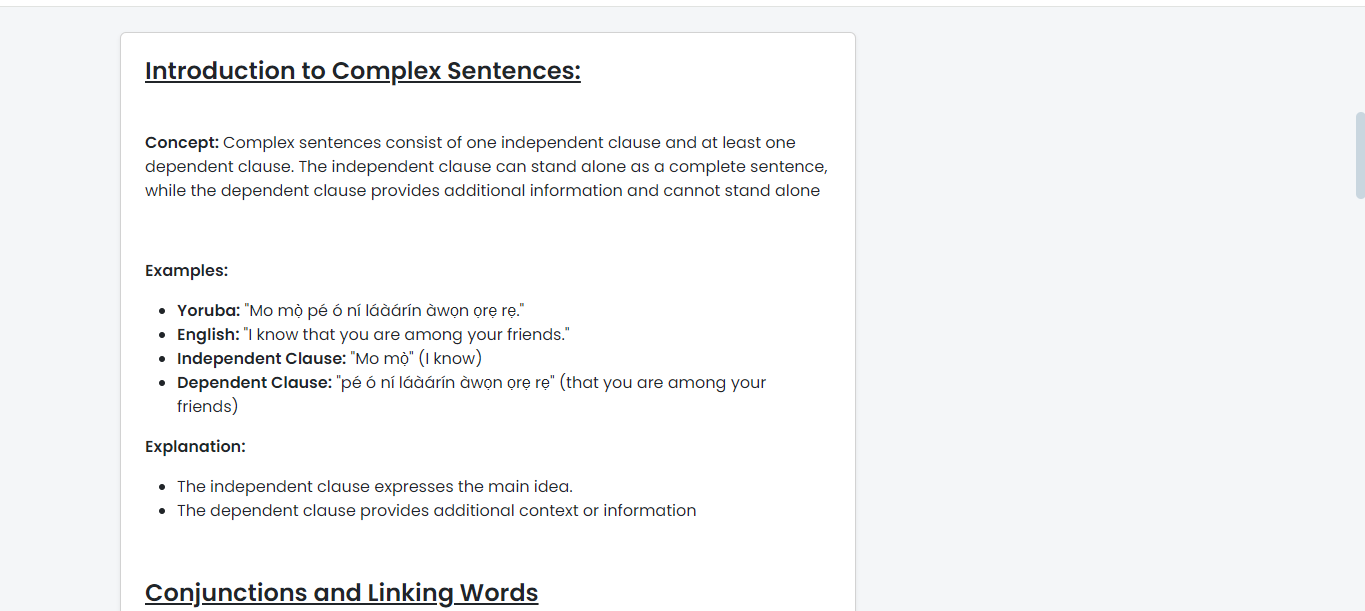 Introduction to Complex Sentences:
Concept: Complex sentences consist of one independent clause and at least one
dependent clause. The independent clause can stand alone as a complete sentence,
while the dependent clause provides additional information and cannot stand alone
Examples:
• Yoruba: "Mo mọ̀ pé ó ní láàárín àwọn ọrẹ rẹ."
• English: "I know that you are among your friends."
• Independent Clause: "Mo mọ̀" (I know)
• Dependent Clause: "pé ó ní láàárín àwọn ọrẹ rẹ" (that you are among your
friends)
Explanation:
• The independent clause expresses the main idea.
• The dependent clause provides additional context or information
Conjunctions and Linking Words